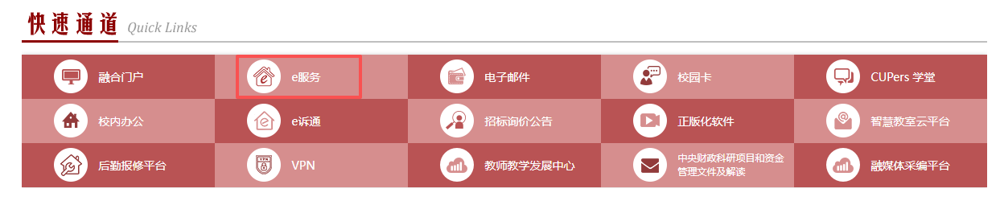 快速通道 Quick Links
融合门户 e服务 电子邮件 校园卡 CUPers 学堂
校内办公 e诉通 招标询价公告 正版化软件 智慧教室云平台
后勤报修平台 VPN 教师教学发展中心 中央财政科研项目和资金
管理文件及解读 融媒体采编平台